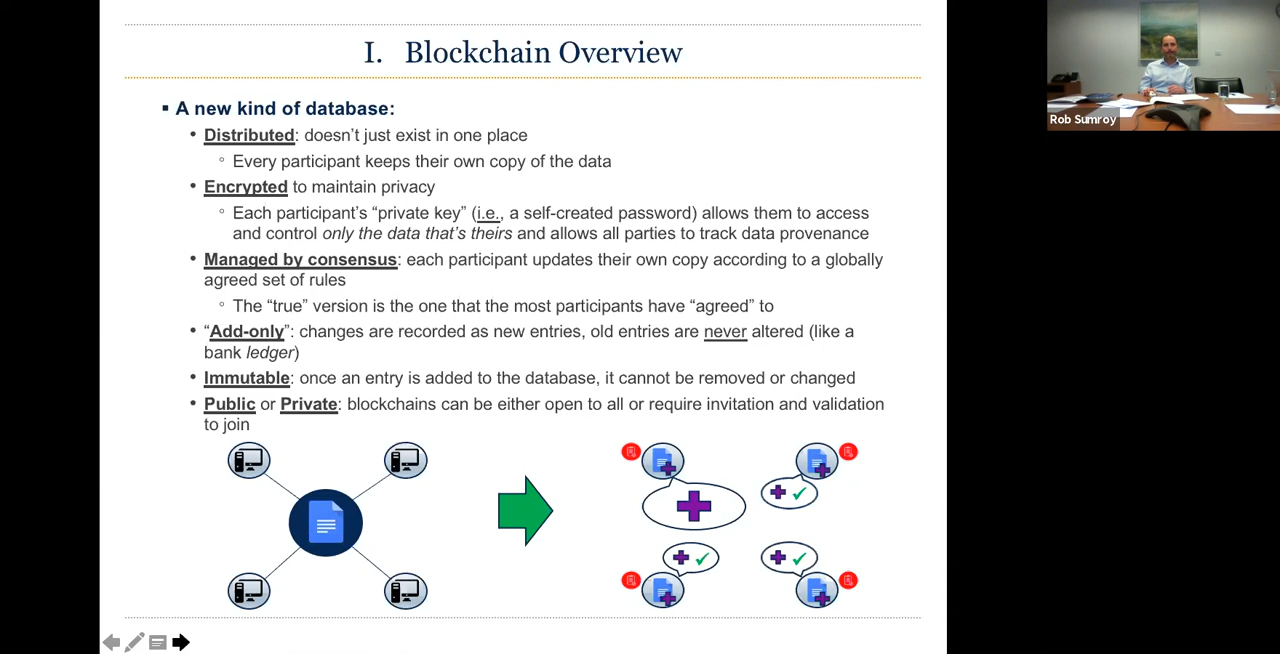 I. Blockchain Overview
▪ A new kind of database:
• Distributed: doesn’t just exist in one place
◦ Every participant keeps their own copy of the data
• Encrypted to maintain privacy
◦ Each participant’s “private key” (i.e., a self-created password) allows them to access
and control only the data that’s theirs and allows all parties to track data provenance
• Managed by consensus: each participant updates their own copy according to a globally
agreed set of rules
◦ The “true” version is the one that the most participants have “agreed” to
• “Add-only”: changes are recorded as new entries, old entries are never altered (like a
bank ledger)
• Immutable: once an entry is added to the database, it cannot be removed or changed
• Public or Private: blockchains can be either open to all or require invitation and validation
to join
Rob Sumroy